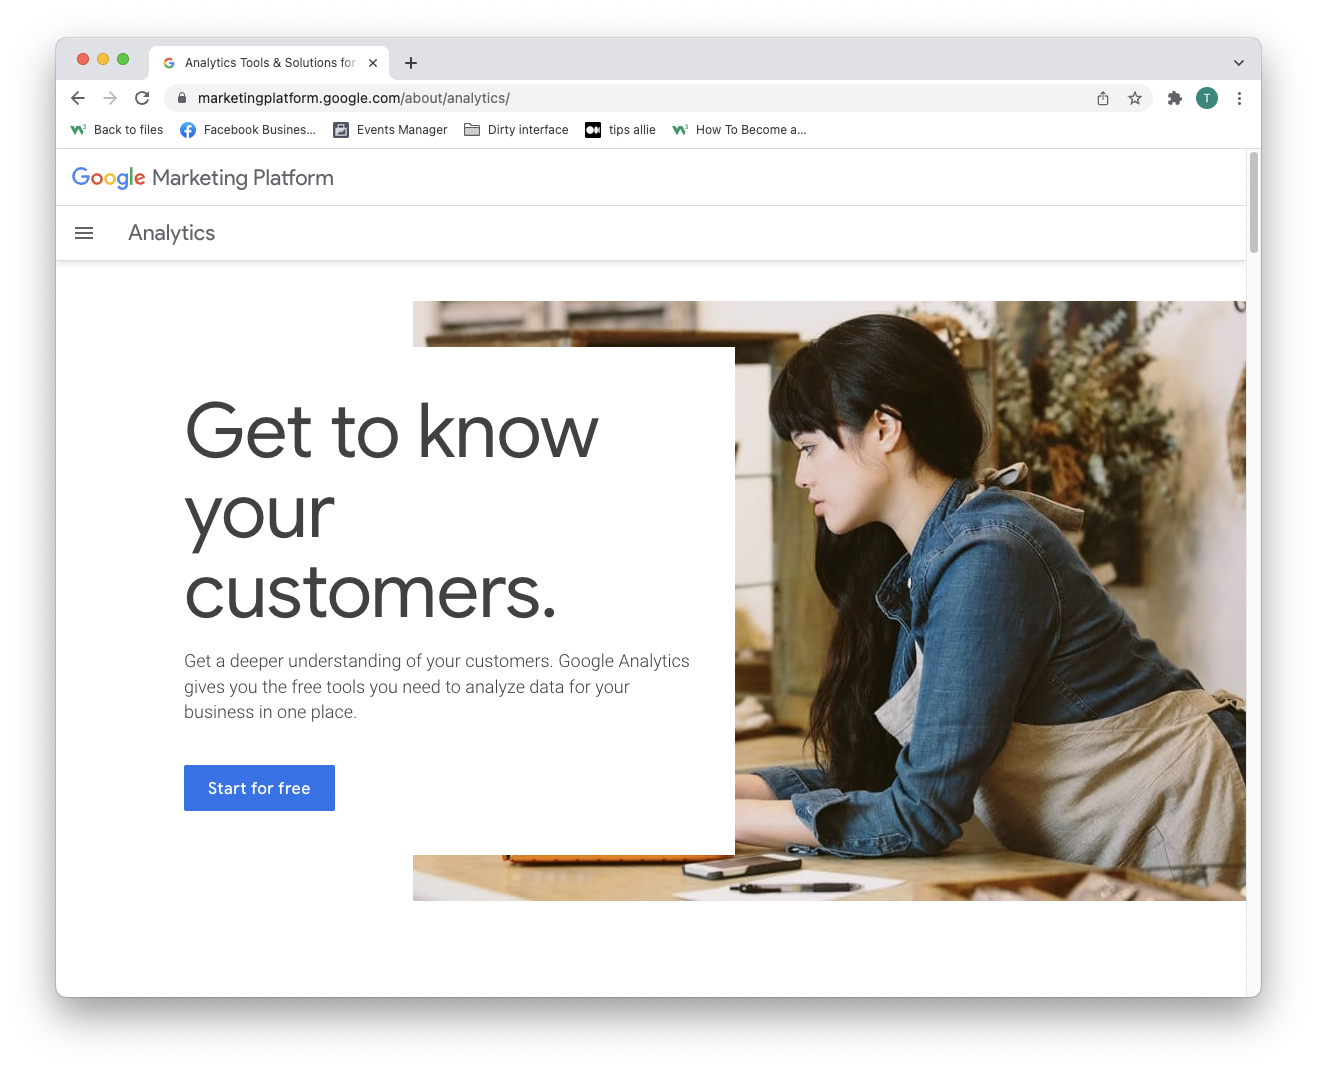 Analytics Tools & Solutions for
marketingplatform.google.com/about/analytics/
T
Back to files
Facebook Busines...
Events Manager
Dirty interface
tips allie
How To Become a...
Google Marketing Platform
Analytics
Get to know
your
customers.
Get a deeper understanding of your customers. Google Analytics
gives you the free tools you need to analyze data for your
business in one place.
Start for free